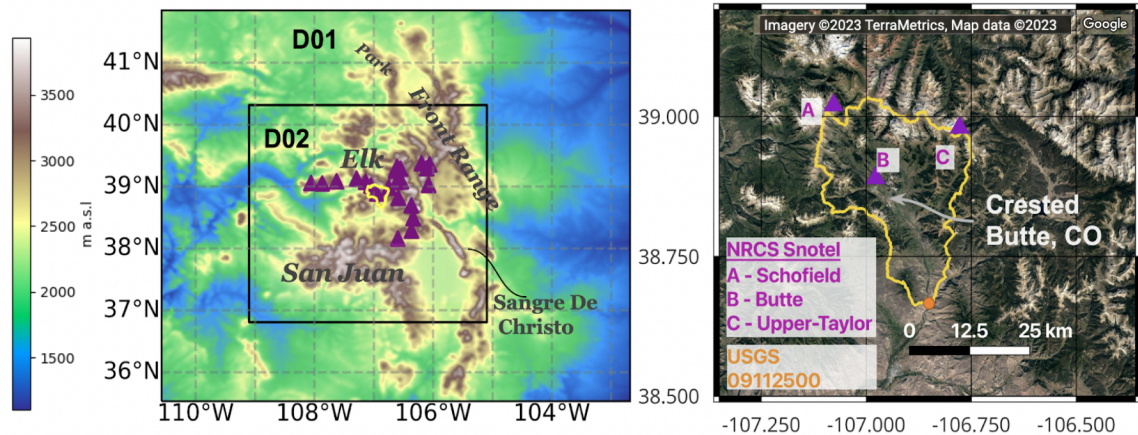 3500
3000
2500
2000
1500
m a.s.l
41°N
40°N
39°N
38°N
37°N
36°N
110°W
108°W
106°W
104°W
D01
D02
Park
Front Range
Elk
San Juan
Sangre De
Christo
Imagery ©2023 TerraMetrics, Map data ©2023
Google
39.000
38.750
38.500
A
B
C
Crested
Butte, CO
NRCS Snotel
A - Schofield
B - Butte
C - Upper-Taylor
0 12.5 25 km
USGS
09112500
-107.250
-107.000
-106.750
-106.500